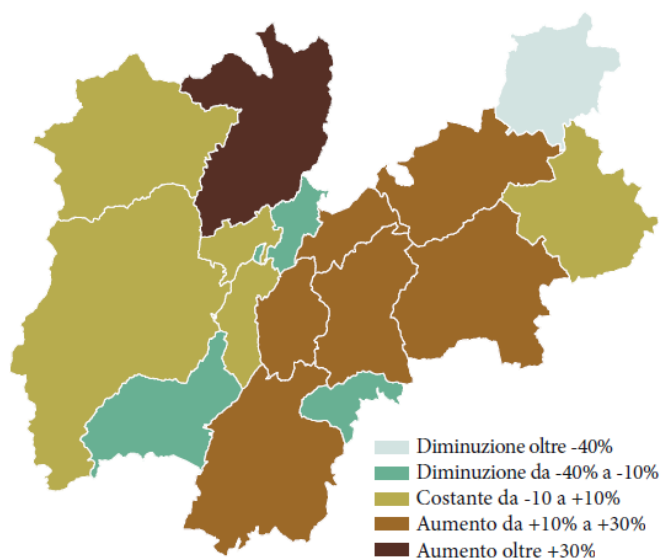 Diminuzione oltre -40%
Diminuzione da -40% a -10%
Costante da -10 a +10%
Aumento da +10% a +30%
Aumento oltre +30%